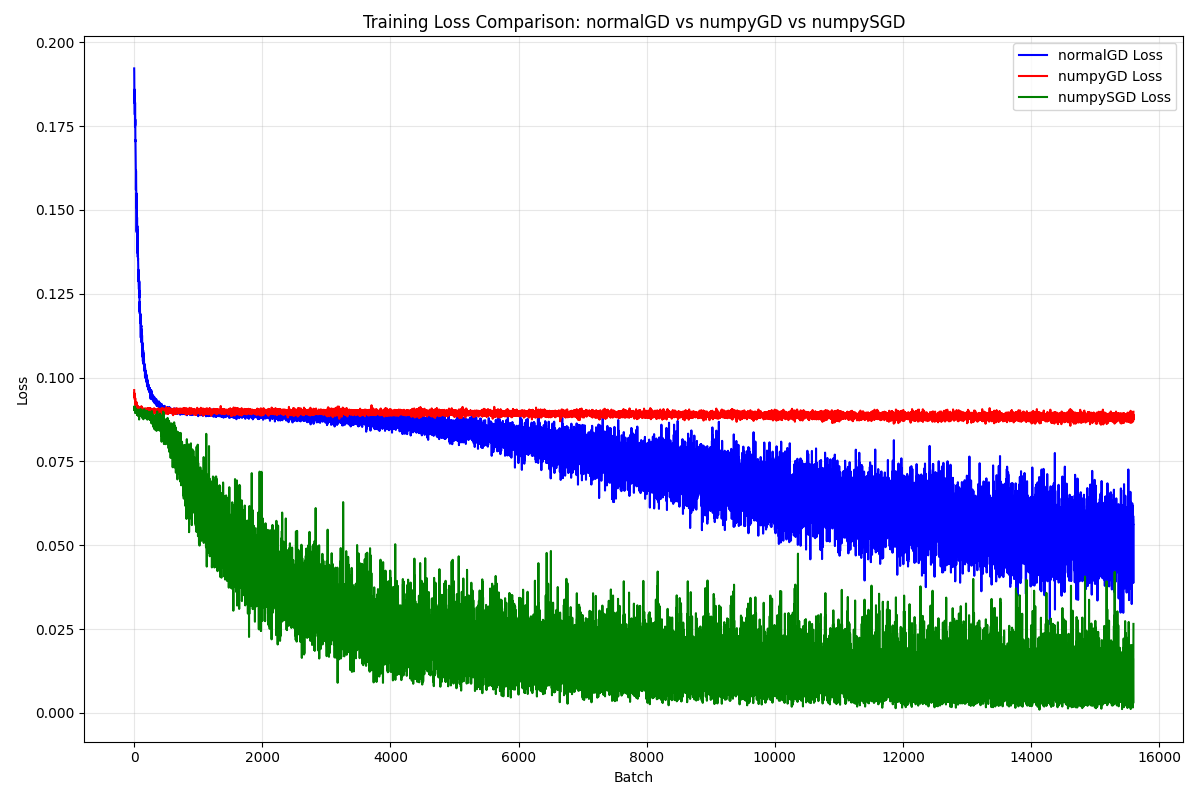 Training Loss Comparison: normalGD vs numpyGD vs numpySGD
normalGD Loss
numpyGD Loss
numpySGD Loss
Loss
0.200
0.175
0.150
0.125
0.100
0.075
0.050
0.025
0.000
0 2000 4000 6000 8000 10000 12000 14000 16000
Batch